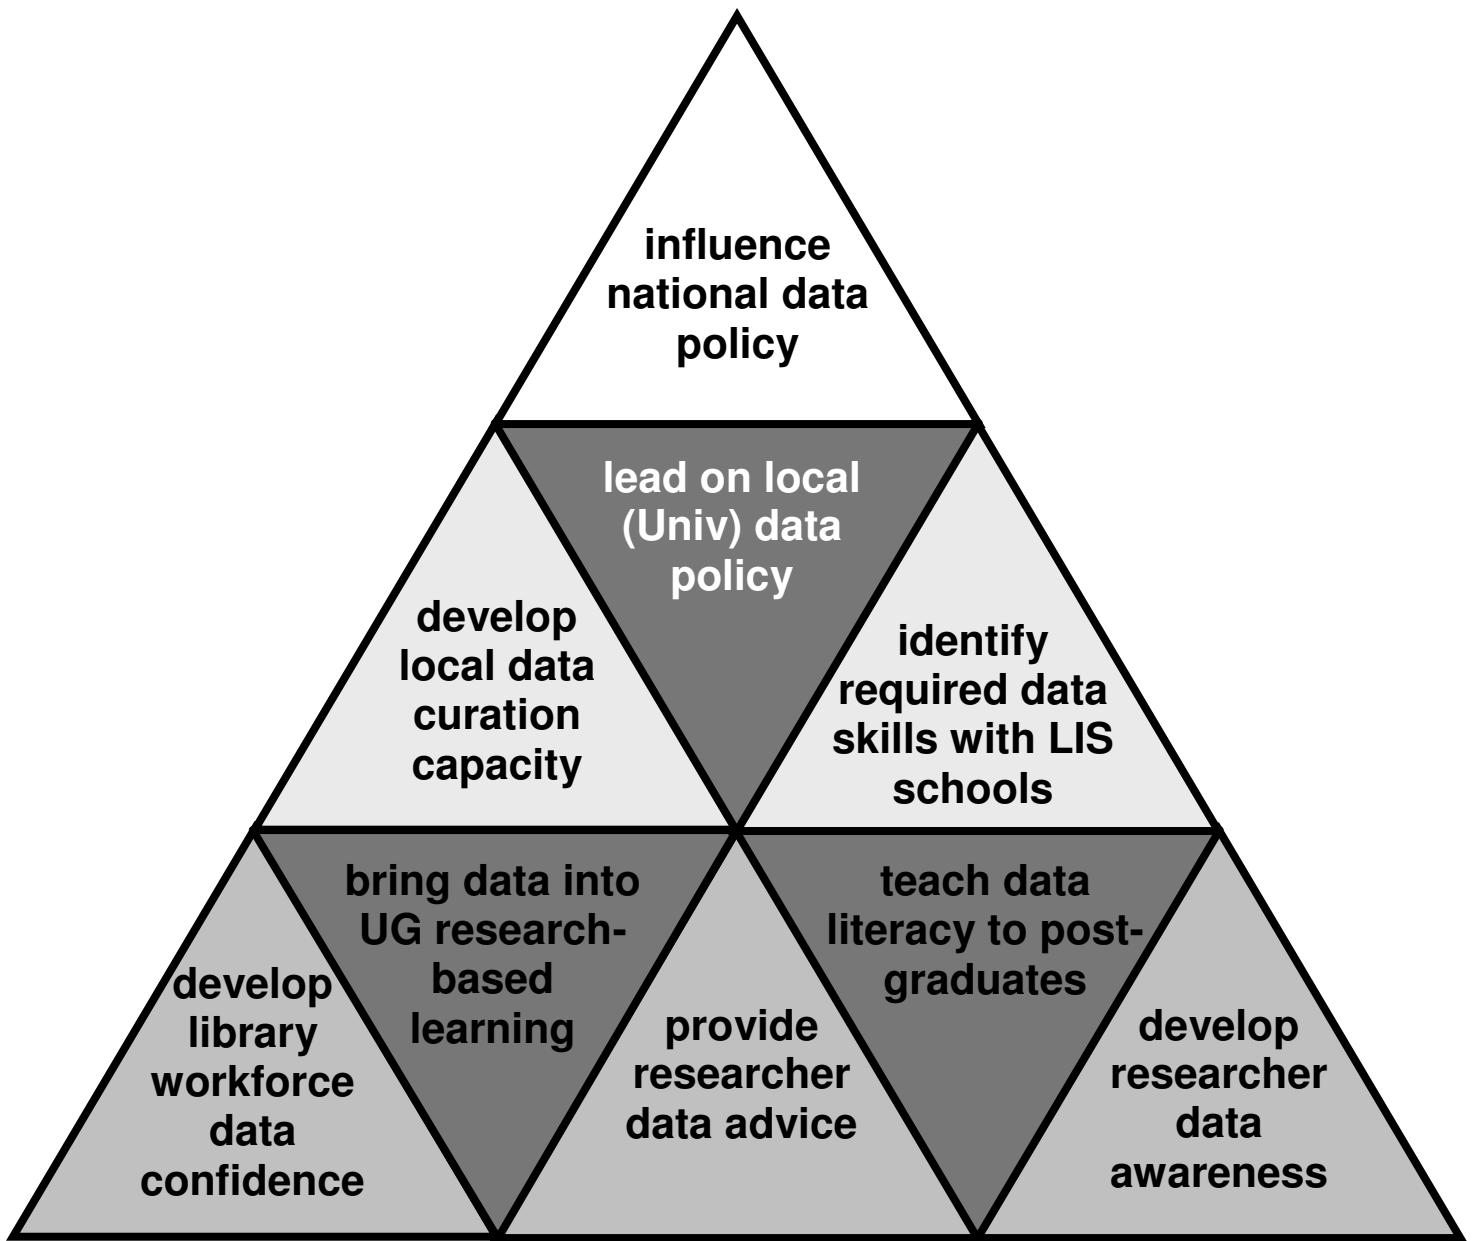 influence
national data
policy
lead on local
(Univ) data
policy
develop
local data
curation
capacity
identify
required data
skills with LIS
schools
bring data into
UG research-
based
learning
teach data
literacy to post-
graduates
develop
library
workforce
data
confidence
provide
researcher
data advice
develop
researcher
data
awareness